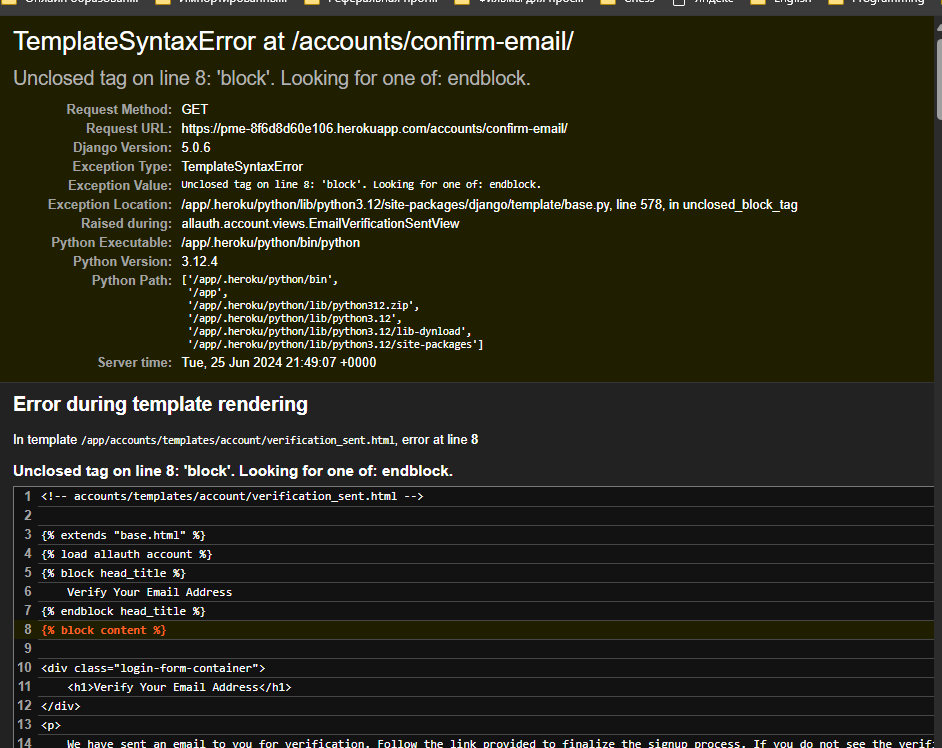 Chess
English
Programming
TemplateSyntaxError at /accounts/confirm-email/
Unclosed tag on line 8: 'block'. Looking for one of: endblock.
Request Method: GET
Request URL: https://pme-8f6d8d60e106.herokuapp.com/accounts/confirm-email/
Django Version: 5.0.6
Exception Type: TemplateSyntaxError
Exception Value: Unclosed tag on line 8: 'block'. Looking for one of: endblock.
Exception Location: /app/.heroku/python/lib/python3.12/site-packages/django/template/base.py, line 578, in unclosed_block_tag
Raised during: allauth.account.views.EmailVerificationSentView
Python Executable: /app/.heroku/python/bin/python
Python Version: 3.12.4
Python Path: ['/app/.heroku/python/bin',
'/app',
'/app/.heroku/python/lib/python312.zip',
'/app/.heroku/python/lib/python3.12',
'/app/.heroku/python/lib/python3.12/lib-dynload',
'/app/.heroku/python/lib/python3.12/site-packages']
Server time: Tue, 25 Jun 2024 21:49:07 +0000
Error during template rendering
In template /app/accounts/templates/account/verification_sent.html, error at line 8
Unclosed tag on line 8: 'block'. Looking for one of: endblock.
1 <!-- accounts/templates/account/verification_sent.html -->
2
3 {% extends "base.html" %}
4 {% load allauth account %}
5 {% block head_title %}
6 Verify Your Email Address
7 {% endblock head_title %}
8 {% block content %}
9
10 <div class="login-form-container">
11 <h1>Verify Your Email Address</h1>
12 </div>
13 <p>
14 We have sent an email to you for verification. Follow the link provided to finalize the signup process. If you do not see the verif